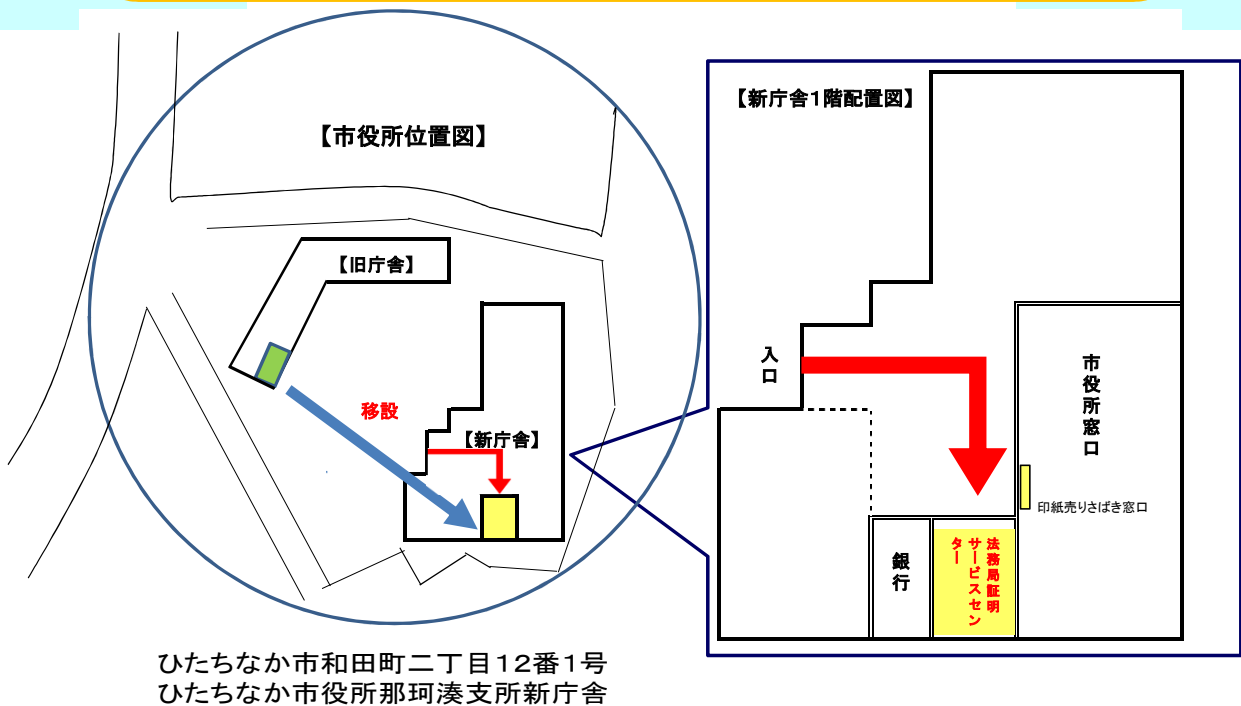 【市役所位置図】
【旧庁舎】
移設
【新庁舎】
【新庁舎1階配置図】
入口
市役所窓口
印紙売りさばき窓口
銀行
法務局証明
サービスセン
ター
ひたちなか市和田町二丁目12番1号
ひたちなか市役所那珂湊支所新庁舎